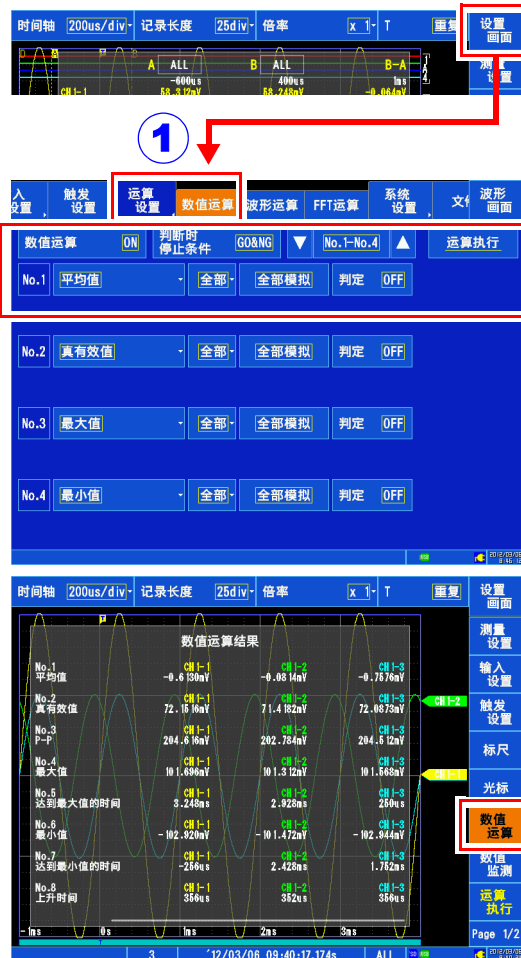 时间轴 200us/div 记录长度 25div 倍率 x 1 T 重复 设置画面
A ALL B ALL B-A
-600us 400us 1ms
CH1-1 58.312mV 58.248mV -0.064mV
1
触发设置 运算设置 数值运算 波形运算 FFT运算 系统设置 波形画面
数值运算 ON 判断时停止条件 GO&NG ▼ No.1-No.4 ▲ 运算执行
No.1 平均值 全部 全部模拟 判定 OFF
No.2 真有效值 全部 全部模拟 判定 OFF
No.3 最大值 全部 全部模拟 判定 OFF
No.4 最小值 全部 全部模拟 判定 OFF
时间轴 200us/div 记录长度 25div 倍率 x 1 T 重复 设置画面
数值运算结果
No.1 CH1-1 CH1-2 CH1-3
平均值 -0.6130mV -0.0814mV -0.7576mV
No.2 CH1-1 CH1-2 CH1-3
真有效值 72.1516mV 71.4182mV 72.0873mV
No.3 CH1-1 CH1-2 CH1-3
P-P 204.616mV 202.784mV 204.512mV
No.4 CH1-1 CH1-2 CH1-3
最大值 101.696mV 101.312mV 101.568mV
No.5 CH1-1 CH1-2 CH1-3
达到最大值的时间 3.248ms 2.928ms 250us
No.6 CH1-1 CH1-2 CH1-3
最小值 -102.920mV -101.472mV -102.944mV
No.7 CH1-1 CH1-2 CH1-3
达到最小值的时间 -256us 2.428ms 1.752ms
No.8 CH1-1 CH1-2 CH1-3
上升时间 356us 352us 356us
-1ms 0s 1ms 2ms 3ms
CH1-2
CH1-1
测量设置
输入设置
触发设置
标尺
光标
数值运算
数值监测
运算执行
Page 1/2
3 '12/03/06 09:40:17.174s ALL